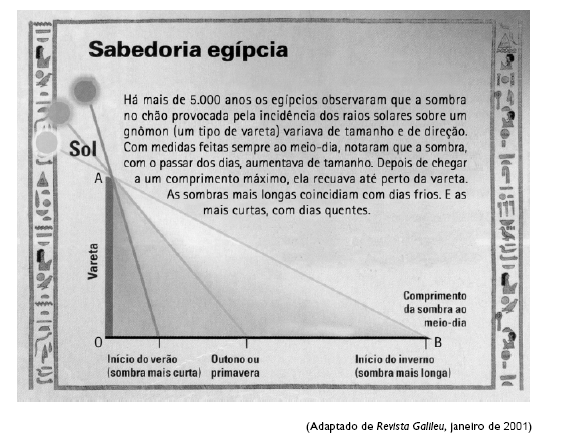 Sabedoria egípcia
Há mais de 5.000 anos os egípcios observaram que a sombra
no chão provocada pela incidência dos raios solares sobre um
gnômon (um tipo de vareta) variava de tamanho e de direção.
Com medidas feitas sempre ao meio-dia, notaram que a sombra,
com o passar dos dias, aumentava de tamanho. Depois de chegar
a um comprimento máximo, ela recuava até perto da vareta.
As sombras mais longas coincidiam com dias frios. E as
mais curtas, com dias quentes.
Sol
A
Vareta
Comprimento
da sombra ao
meio-dia
O
B
Início do verão
(sombra mais curta)
Outono ou
primavera
Início do inverno
(sombra mais longa)
(Adaptado de Revista Galileu, janeiro de 2001)